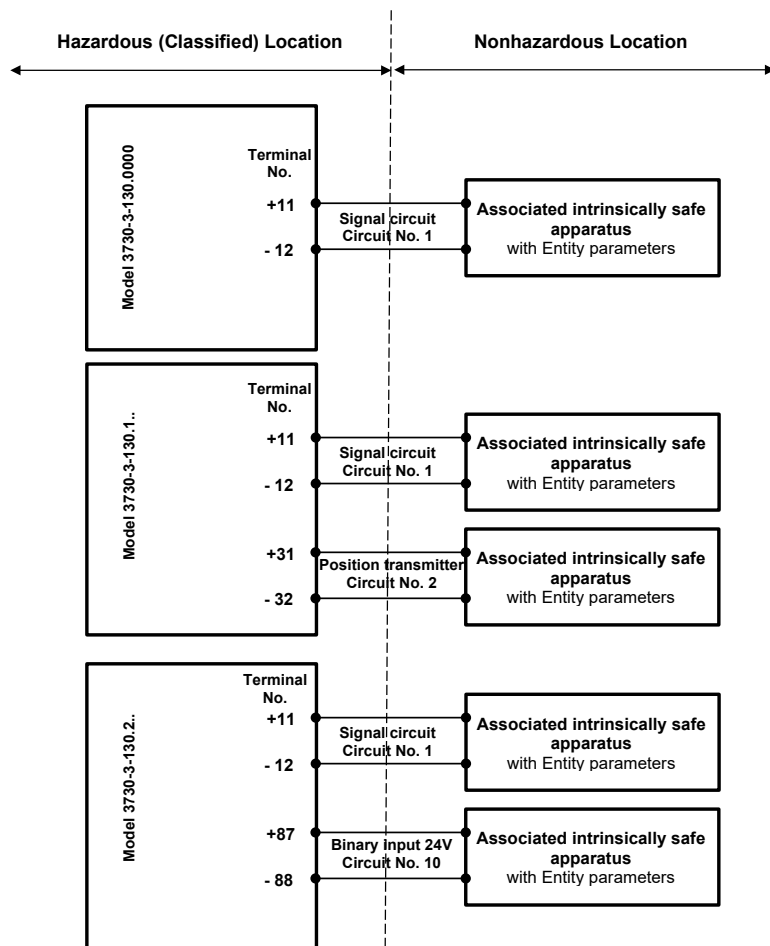 Hazardous (Classified) Location
Nonhazardous Location
Model 3730-3-130.0000
Terminal
No.
+11
- 12
Signal circuit
Circuit No. 1
Associated intrinsically safe
apparatus
with Entity parameters
Model 3730-3-130.1..
Terminal
No.
+11
- 12
Signal circuit
Circuit No. 1
Associated intrinsically safe
apparatus
with Entity parameters
+31
- 32
Position transmitter
Circuit No. 2
Associated intrinsically safe
apparatus
with Entity parameters
Model 3730-3-130.2..
Terminal
No.
+11
- 12
Signal circuit
Circuit No. 1
Associated intrinsically safe
apparatus
with Entity parameters
+87
- 88
Binary input 24V
Circuit No. 10
Associated intrinsically safe
apparatus
with Entity parameters